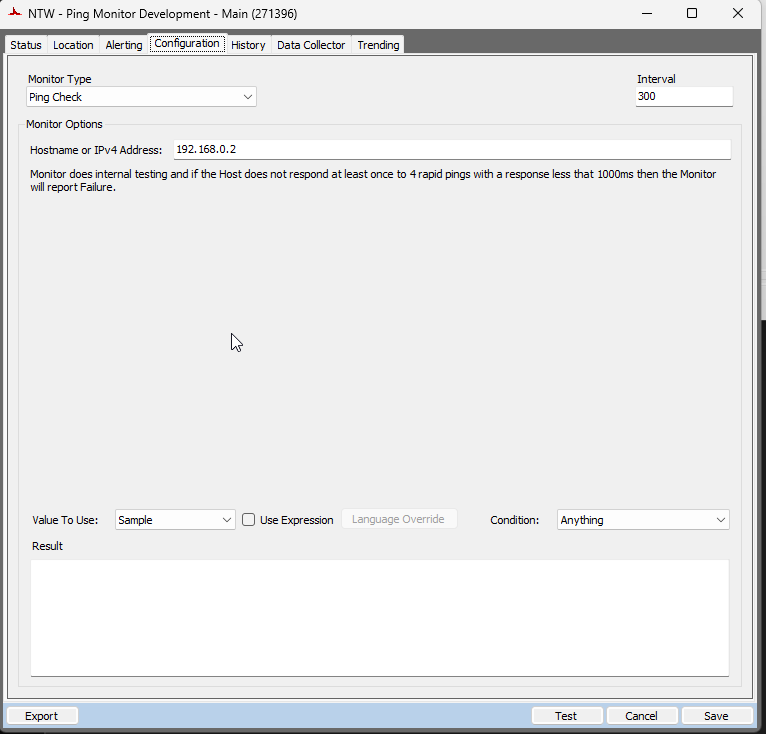 NTW - Ping Monitor Development - Main (271396)
Status Location Alerting Configuration History Data Collector Trending
Monitor Type Interval
Ping Check 300
Monitor Options
Hostname or IPv4 Address: 192.168.0.2
Monitor does internal testing and if the Host does not respond at least once to 4 rapid pings with a response less that 1000ms then the Monitor
will report Failure.
Value To Use: Sample Use Expression Language Override Condition: Anything
Result
Export Test Cancel Save